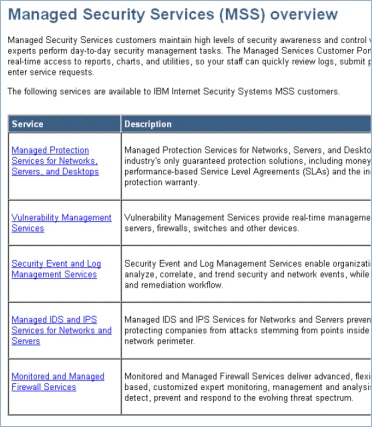 Managed Security Services (MSS) overview
Managed Security Services customers maintain high levels of security awareness and control
experts perform day-to-day security management tasks. The Managed Services Customer Por
real-time access to reports, charts, and utilities, so your staff can quickly review logs, submit
enter service requests.
The following services are available to IBM Internet Security Systems MSS customers.
Service Description
Managed Protection
Services for Networks,
Servers, and Desktops
Managed Protection Services for Networks, Servers, and Deskto
industry's only guaranteed protection solutions, including money
performance-based Service Level Agreements (SLAs) and the in
protection warranty.
Vulnerability Management
Services
Vulnerability Management Services provide real-time manageme
servers, firewalls, switches and other devices.
Security Event and Log
Management Services
Security Event and Log Management Services enable organizati
analyze, correlate, and trend security and network events, while
and remediation workflow.
Managed IDS and IPS
Services for Networks and
Servers
Managed IDS and IPS Services for Networks and Servers preven
protecting companies from attacks stemming from points inside
network perimeter.
Monitored and Managed
Firewall Services
Monitored and Managed Firewall Services deliver advanced, flexi
based, customized expert monitoring, management and analysi
detect, prevent and respond to the evolving threat spectrum.